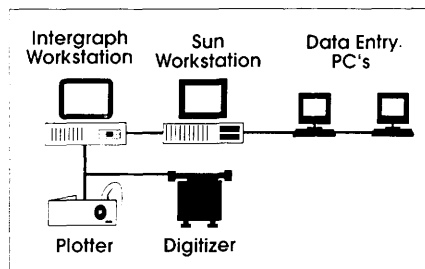 Intergraph
Workstation
Sun
Workstation
Data Entry.
PC's
Plotter
Digitizer